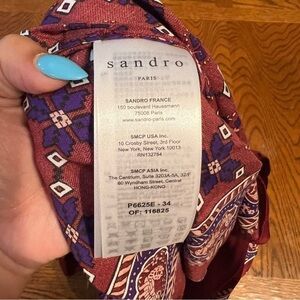 sandro
PARIS
SANDRO FRANCE
150 boulevard Haussmann
75008 Paris
www.sandro-paris.com
SMCP USA Inc.
10 Crosby Street, 3rd Floor
New York, New York 10013
RN132784
SMCP ASIA Inc.
The Centrium, Suite 3203A-5A, 32/F
60 Wyndham Street, Central
HONG-KONG
P6625E - 34
OF: 116825